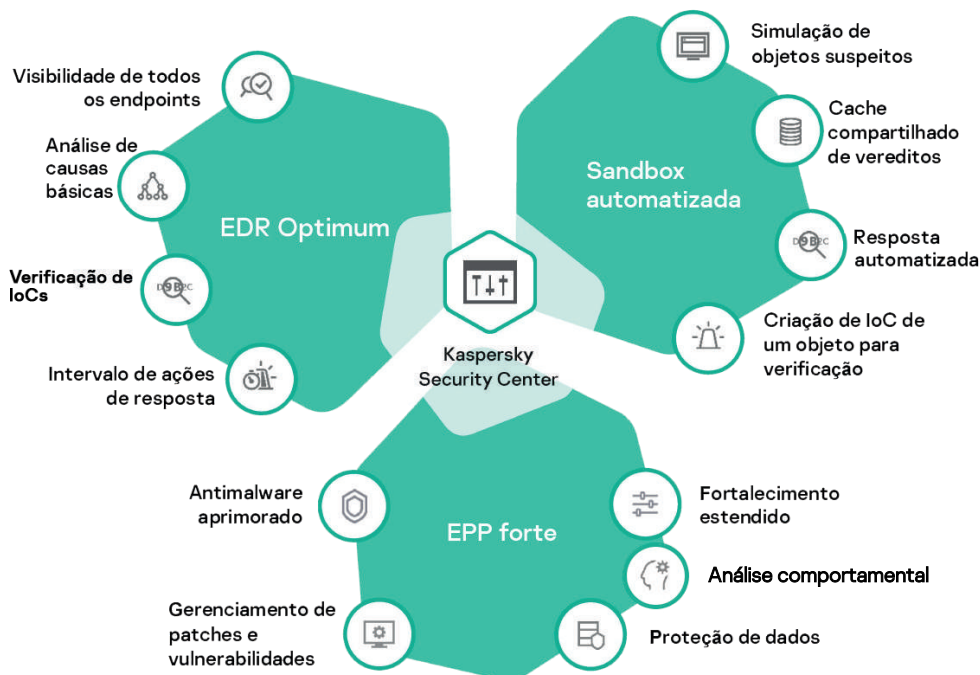 Visibilidade de todos
os endpoints
Análise de
causas
básicas
EDR Optimum
Verificação de
IoCs
Intervalo de ações
de resposta
Simulação de
objetos suspeitos
Cache
compartilhado
de vereditos
Sandbox
automatizada
Resposta
automatizada
Criação de IoC de
um objeto para
verificação
Kaspersky
Security Center
Antimalware
aprimorado
EPP forte
Fortalecimento
estendido
Análise comportamental
Gerenciamento de
patches e
vulnerabilidades
Proteção de dados